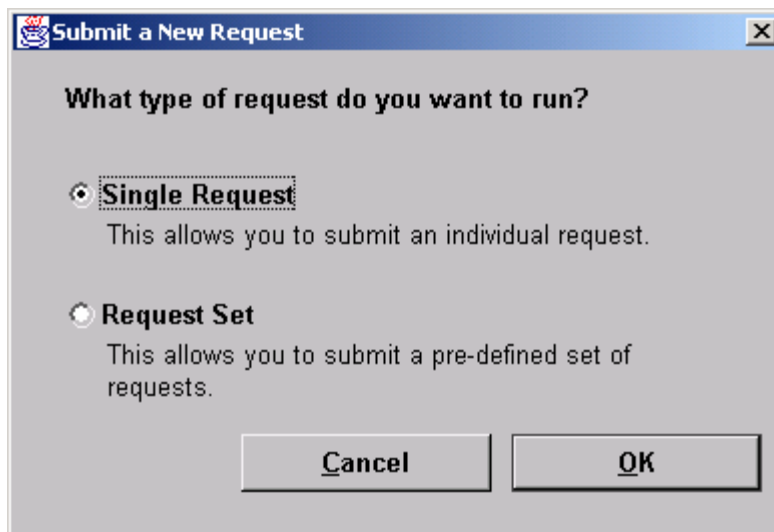 Submit a New Request
What type of request do you want to run?
Single Request
This allows you to submit an individual request.
Request Set
This allows you to submit a pre-defined set of
requests.
Cancel OK